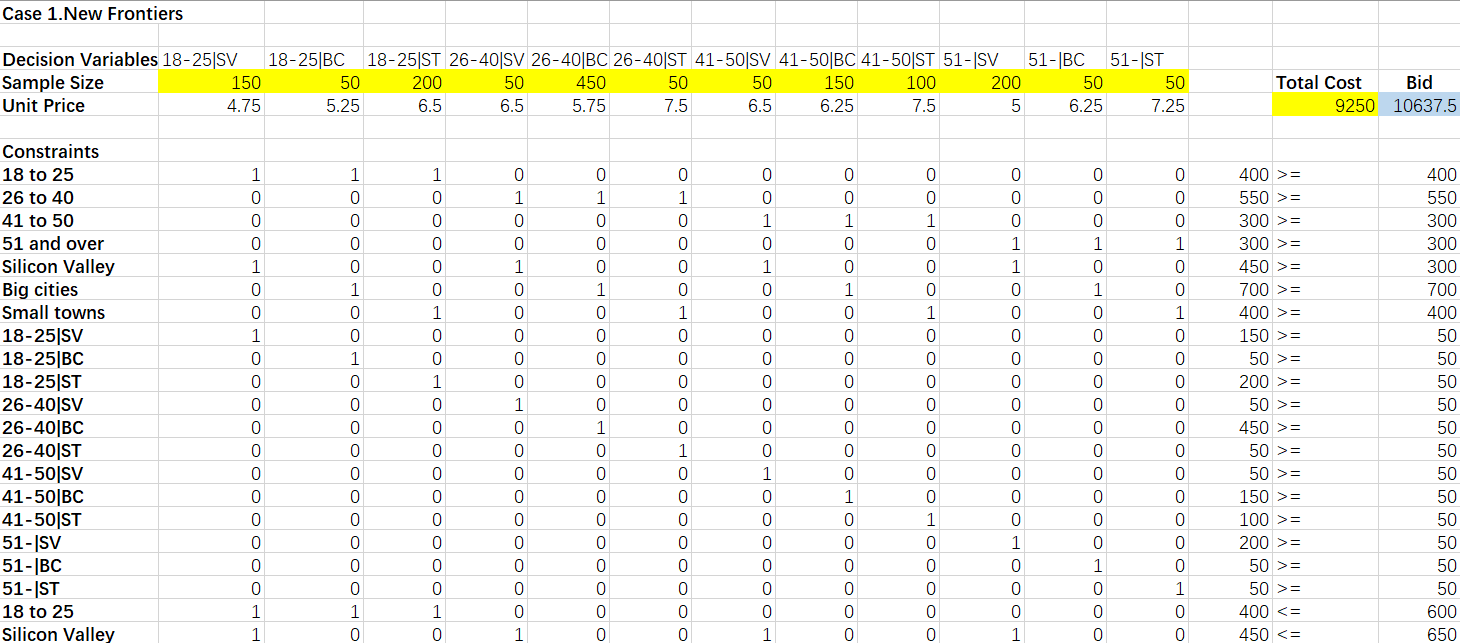 Case 1.New Frontiers
Decision Variables 18-25|SV 18-25|BC 18-25|ST 26-40|SV 26-40|BC 26-40|ST 41-50|SV 41-50|BC 41-50|ST 51-|SV 51-|BC 51-|ST
Sample Size 150 50 200 50 450 50 50 150 100 200 50 50 Total Cost Bid
Unit Price 4.75 5.25 6.5 6.5 5.75 7.5 6.5 6.25 7.5 5 6.25 7.25 9250 10637.5
Constraints
18 to 25 1 1 1 0 0 0 0 0 0 0 0 0 400 >= 400
26 to 40 0 0 0 1 1 1 0 0 0 0 0 0 550 >= 550
41 to 50 0 0 0 0 0 0 1 1 1 0 0 0 300 >= 300
51 and over 0 0 0 0 0 0 0 0 0 1 1 1 300 >= 300
Silicon Valley 1 0 0 1 0 0 1 0 0 1 0 0 450 >= 300
Big cities 0 1 0 0 1 0 0 1 0 0 1 0 700 >= 700
Small towns 0 0 1 0 0 1 0 0 1 0 0 1 400 >= 400
18-25|SV 1 0 0 0 0 0 0 0 0 0 0 0 150 >= 50
18-25|BC 0 1 0 0 0 0 0 0 0 0 0 0 50 >= 50
18-25|ST 0 0 1 0 0 0 0 0 0 0 0 0 200 >= 50
26-40|SV 0 0 0 1 0 0 0 0 0 0 0 0 50 >= 50
26-40|BC 0 0 0 0 1 0 0 0 0 0 0 0 450 >= 50
26-40|ST 0 0 0 0 0 1 0 0 0 0 0 0 50 >= 50
41-50|SV 0 0 0 0 0 0 1 0 0 0 0 0 50 >= 50
41-50|BC 0 0 0 0 0 0 0 1 0 0 0 0 150 >= 50
41-50|ST 0 0 0 0 0 0 0 0 1 0 0 0 100 >= 50
51-|SV 0 0 0 0 0 0 0 0 0 1 0 0 200 >= 50
51-|BC 0 0 0 0 0 0 0 0 0 0 1 0 50 >= 50
51-|ST 0 0 0 0 0 0 0 0 0 0 0 1 50 >= 50
18 to 25 1 1 1 0 0 0 0 0 0 0 0 0 400 <= 600
Silicon Valley 1 0 0 1 0 0 1 0 0 1 0 0 450 <= 650